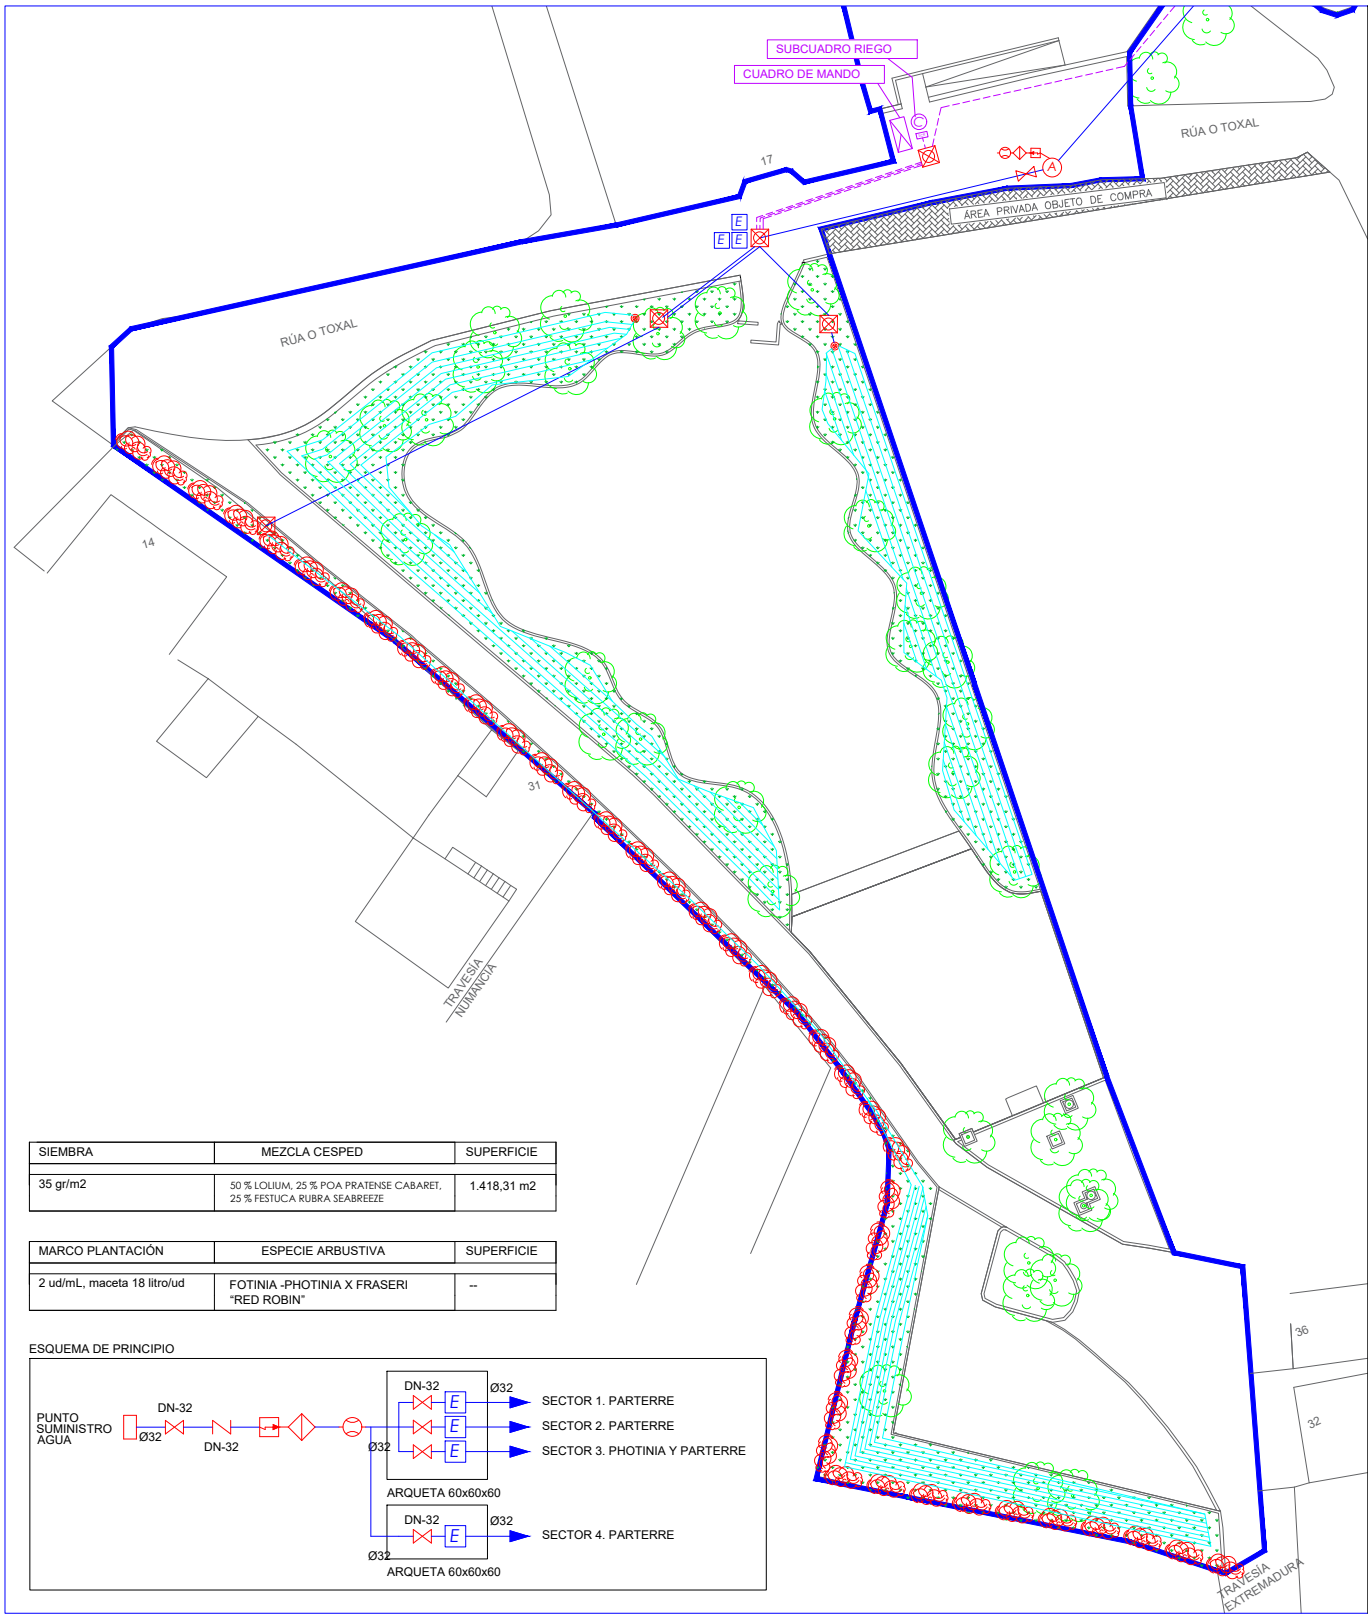 SUBCUADRO RIEGO
CUADRO DE MANDO
RÚA O TOXAL
17
A
ÁREA PRIVADA OBJETO DE COMPRA
E
E E
RÚA O TOXAL
14
31
TRAVESÍA
NUMANCIA
SIEMBRA MEZCLA CESPED SUPERFICIE
35 gr/m2 50 % LOLIUM, 25 % POA PRATENSE CABARET, 1.418,31 m2
25 % FESTUCA RUBRA SEABREEZE
MARCO PLANTACIÓN ESPECIE ARBUSTIVA SUPERFICIE
2 ud/mL, maceta 18 litro/ud FOTINIA -PHOTINIA X FRASERI --
“RED ROBIN”
36
32
ESQUEMA DE PRINCIPIO
PUNTO
SUMINISTRO
AGUA
Ø32
DN-32
DN-32
Ø32
DN-32
E
Ø32
SECTOR 1. PARTERRE
E
SECTOR 2. PARTERRE
E
SECTOR 3. PHOTINIA Y PARTERRE
ARQUETA 60x60x60
DN-32
E
Ø32
SECTOR 4. PARTERRE
Ø32
ARQUETA 60x60x60
TRAVESÍA
EXTREMADURA